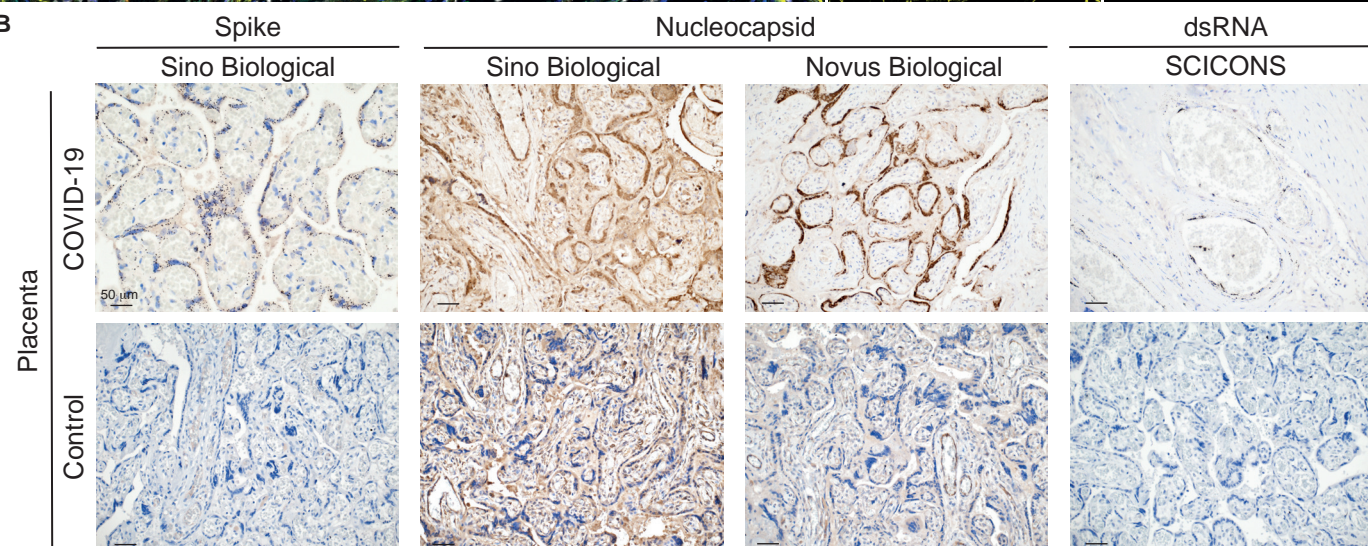 B
Spike
Nucleocapsid
dsRNA
Sino Biological
Sino Biological
Novus Biological
SCICONS
Placenta
COVID-19
50 µm
Control